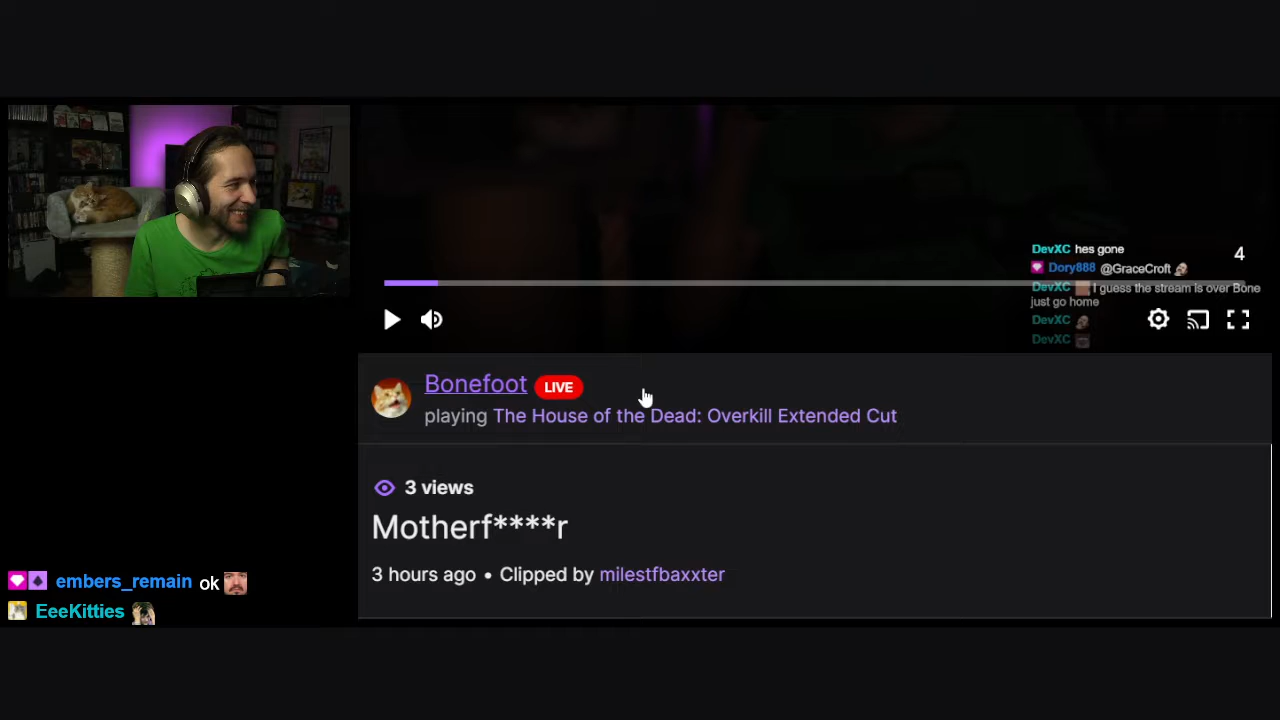 DevXC hes gone
4
Dory888 @GraceCroft
DevXC I guess the stream is over Bone
just go home
DevXC
DevXC
Bonefoot LIVE
playing The House of the Dead: Overkill Extended Cut
3 views
Motherf****r
3 hours ago • Clipped by milestfbaxxter
embers_remain ok
EeeKitties